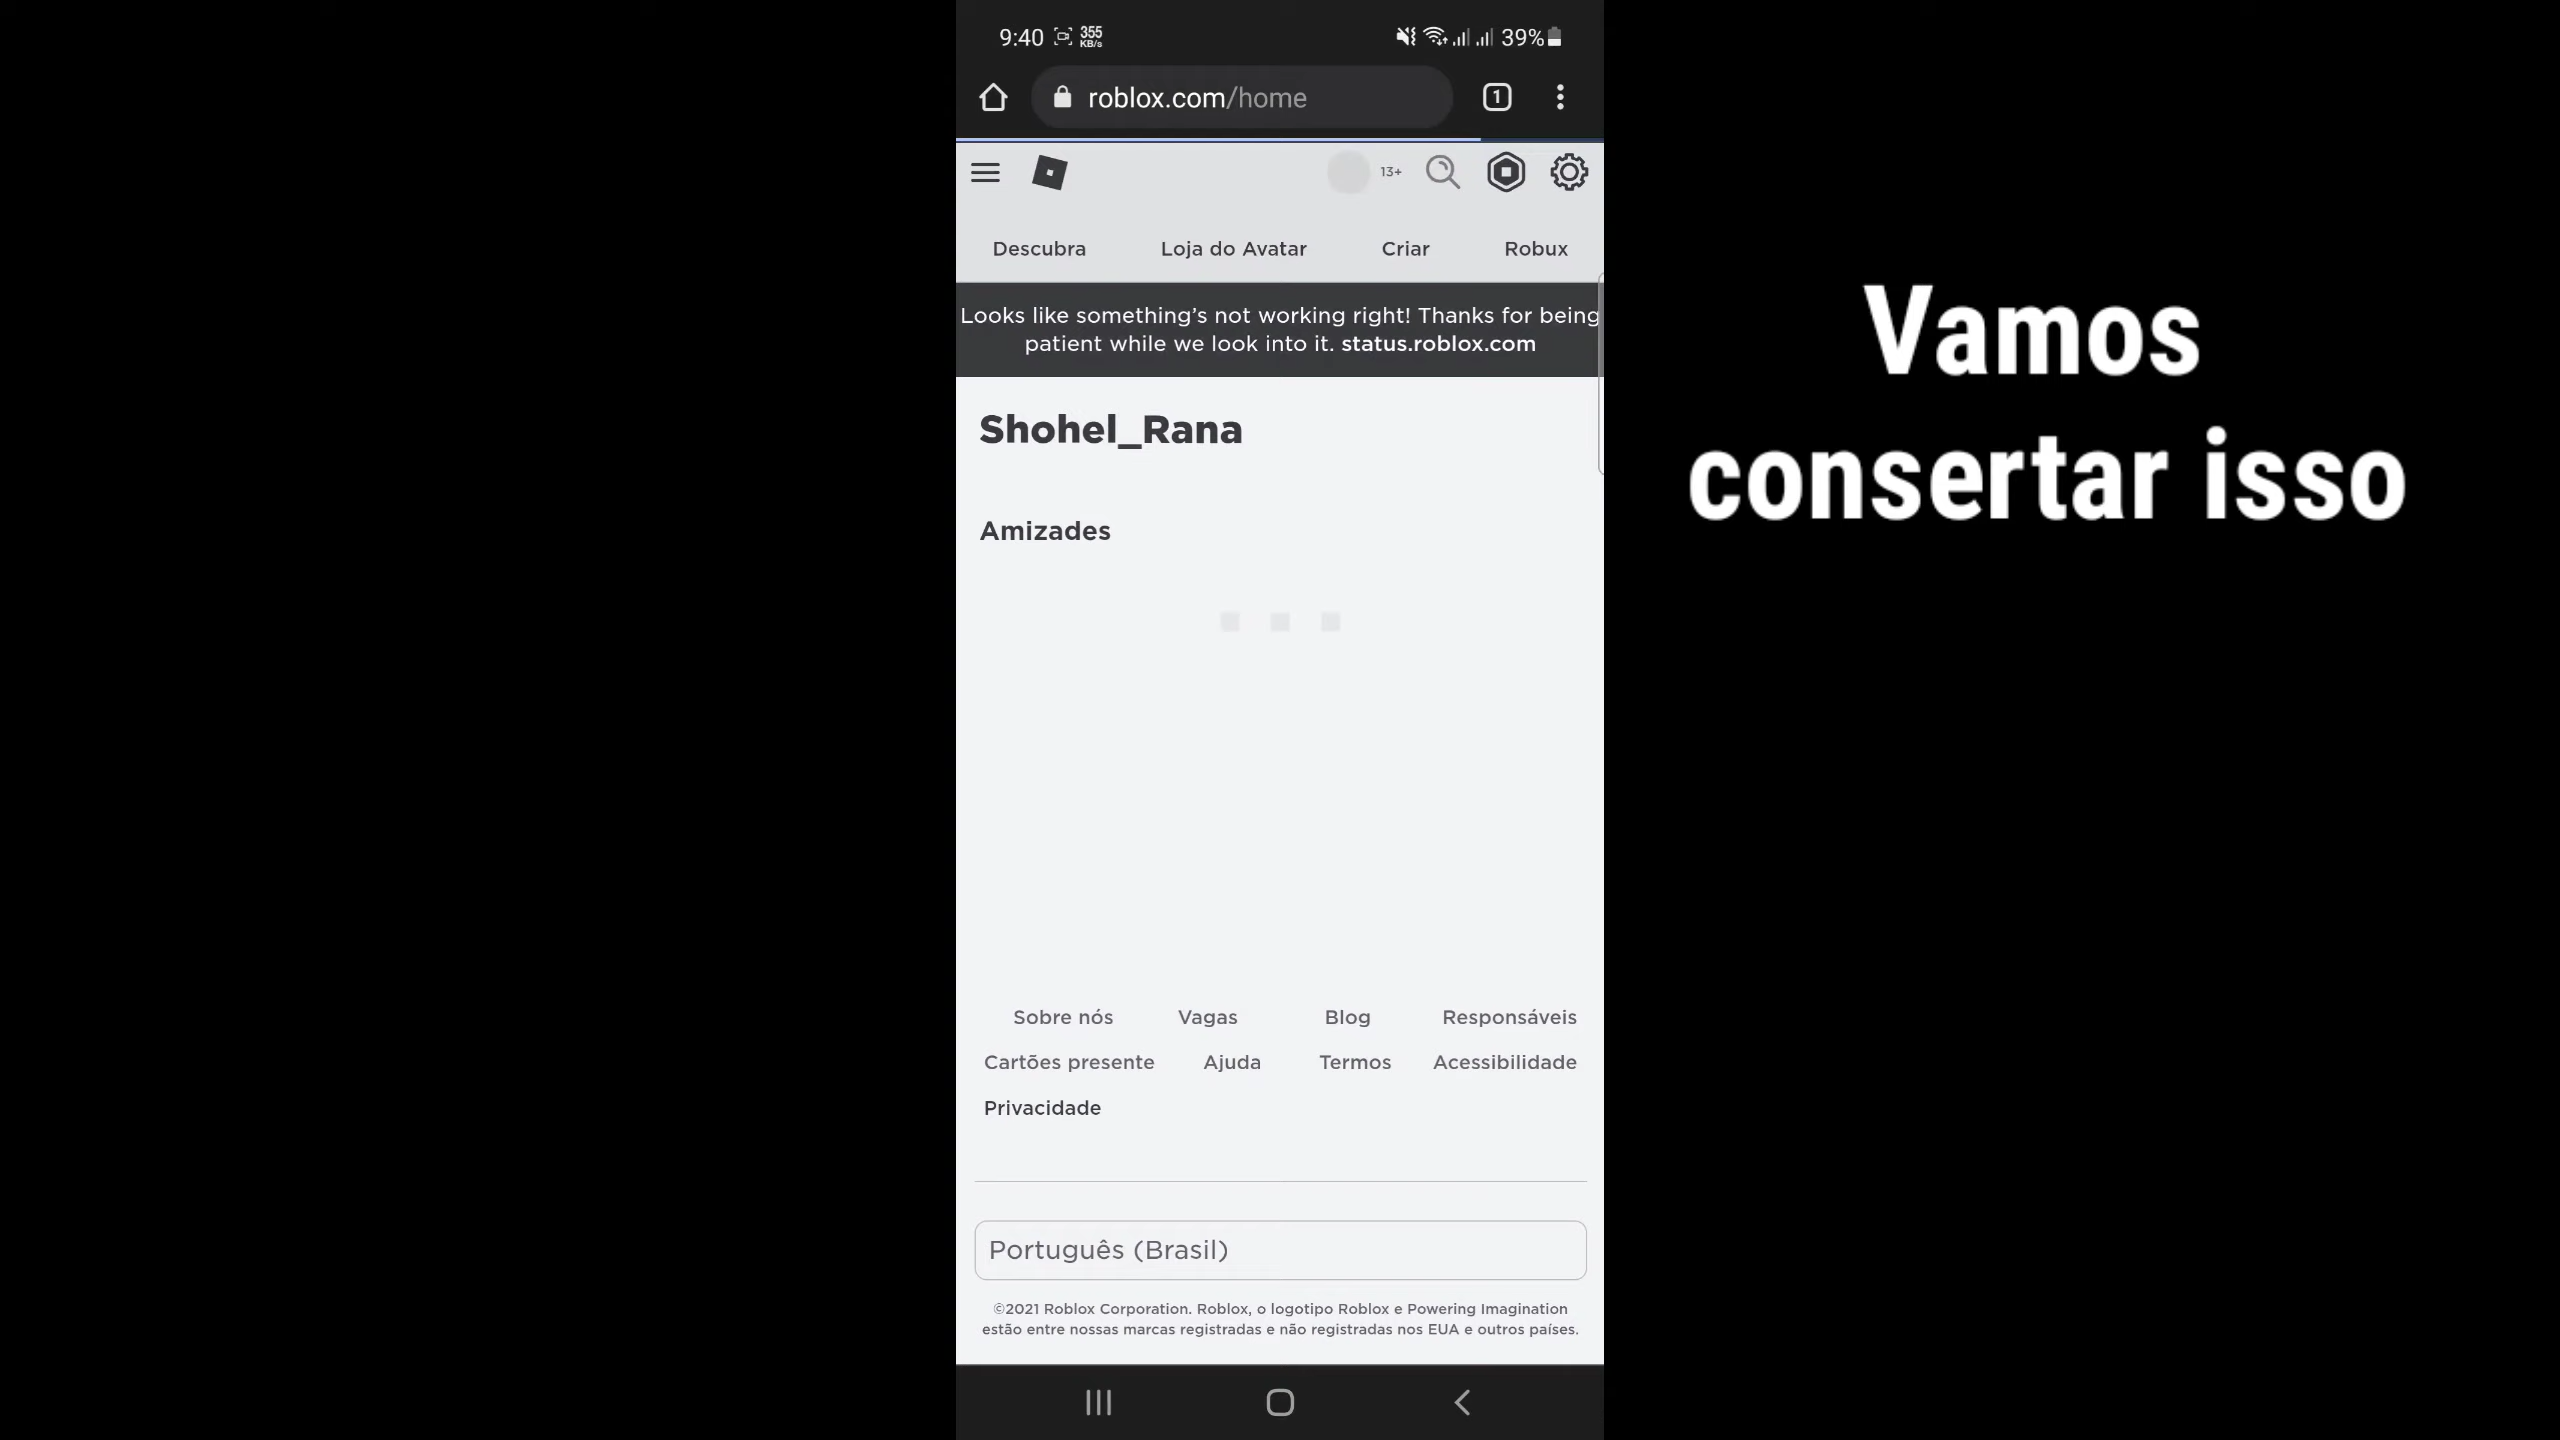 9:40 355 KB/s 39%
roblox.com/home 1
13+
Descubra Loja do Avatar Criar Robux
Looks like something's not working right! Thanks for being
patient while we look into it. status.roblox.com
Shohel_Rana
Amizades
Sobre nós Vagas Blog Responsáveis
Cartões presente Ajuda Termos Acessibilidade
Privacidade
Português (Brasil)
©2021 Roblox Corporation. Roblox, o logotipo Roblox e Powering Imagination
estão entre nossas marcas registradas e não registradas nos EUA e outros países.
Vamos
consertar isso